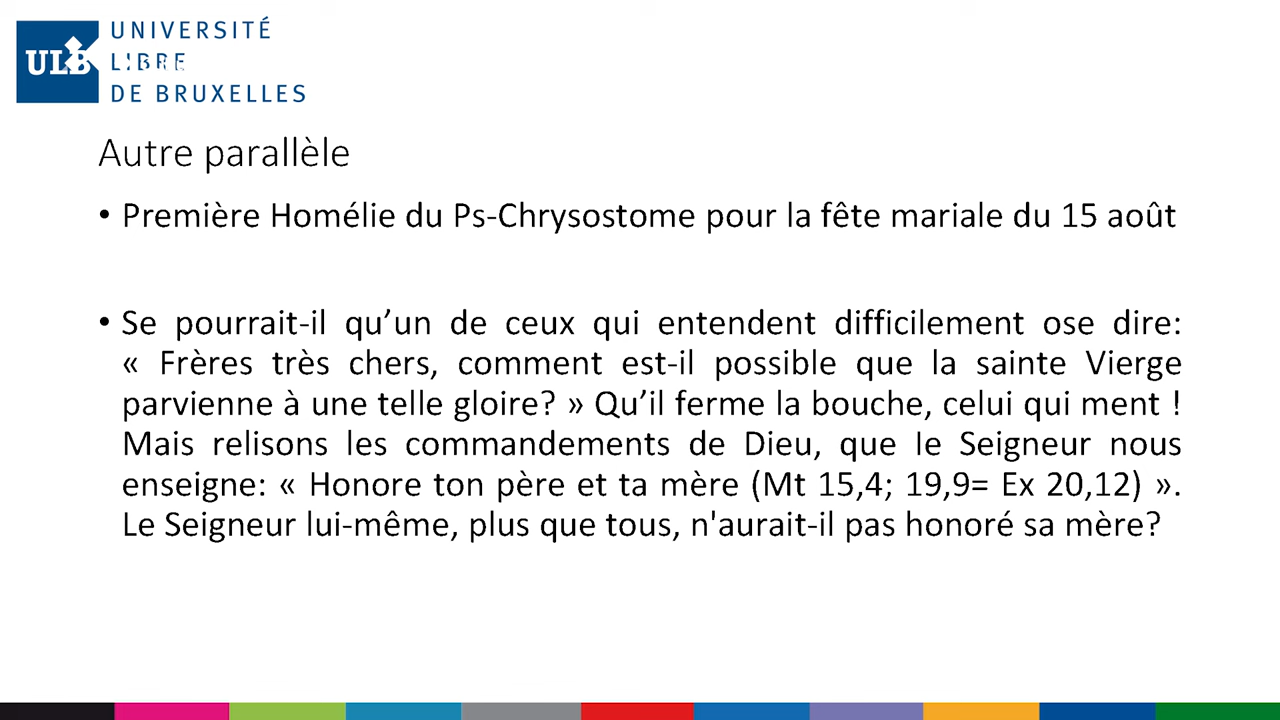 UNIVERSITÉ
ULB LIBRE
DE BRUXELLES
Autre parallèle
• Première Homélie du Ps-Chrysostome pour la fête mariale du 15 août
• Se pourrait-il qu’un de ceux qui entendent difficilement ose dire:
« Frères très chers, comment est-il possible que la sainte Vierge
parvienne à une telle gloire? » Qu’il ferme la bouche, celui qui ment !
Mais relisons les commandements de Dieu, que le Seigneur nous
enseigne: « Honore ton père et ta mère (Mt 15,4; 19,9= Ex 20,12) ».
Le Seigneur lui-même, plus que tous, n'aurait-il pas honoré sa mère?